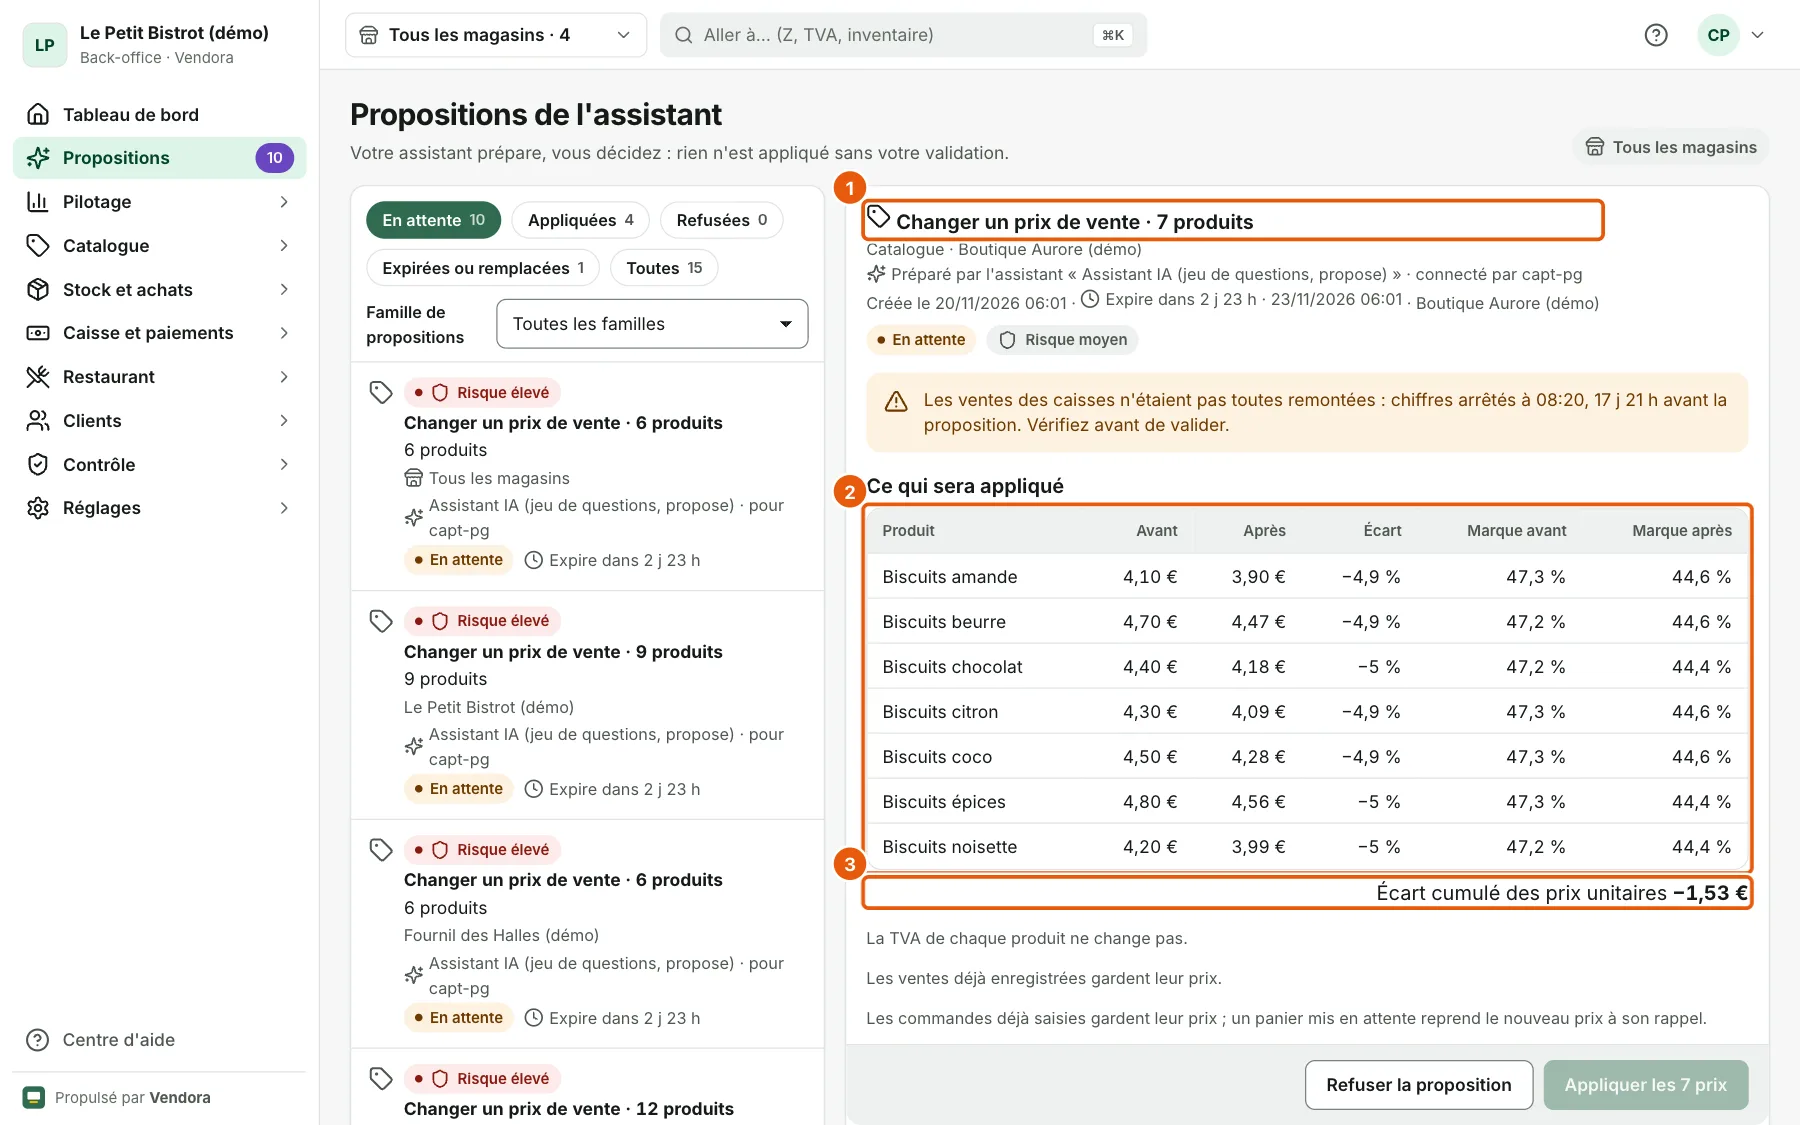 LP
Le Petit Bistrot (démo)
Back-office · Vendora
Tous les magasins · 4
Aller à... (Z, TVA, inventaire)
⌘K
CP
Tableau de bord
Propositions
10
Pilotage
Catalogue
Stock et achats
Caisse et paiements
Restaurant
Clients
Contrôle
Réglages
Centre d'aide
Propulsé par Vendora
Propositions de l'assistant
Votre assistant prépare, vous décidez : rien n'est appliqué sans votre validation.
Tous les magasins
En attente 10
Appliquées 4
Refusées 0
Expirées ou remplacées 1
Toutes 15
Famille de propositions
Toutes les familles
Risque élevé
Changer un prix de vente · 6 produits
6 produits
Tous les magasins
Assistant IA (jeu de questions, propose) · pour
capt-pg
En attente
Expire dans 2 j 23 h
Risque élevé
Changer un prix de vente · 9 produits
9 produits
Le Petit Bistrot (démo)
Assistant IA (jeu de questions, propose) · pour
capt-pg
En attente
Expire dans 2 j 23 h
Risque élevé
Changer un prix de vente · 6 produits
6 produits
Fournil des Halles (démo)
Assistant IA (jeu de questions, propose) · pour
capt-pg
En attente
Expire dans 2 j 23 h
Risque élevé
Changer un prix de vente · 12 produits
1
Changer un prix de vente · 7 produits
Catalogue · Boutique Aurore (démo)
Préparé par l'assistant « Assistant IA (jeu de questions, propose) » · connecté par capt-pg
Créée le 20/11/2026 06:01 · Expire dans 2 j 23 h · 23/11/2026 06:01 · Boutique Aurore (démo)
En attente
Risque moyen
Les ventes des caisses n'étaient pas toutes remontées : chiffres arrêtés à 08:20, 17 j 21 h avant la
proposition. Vérifiez avant de valider.
2
Ce qui sera appliqué
Produit Avant Après Écart Marque avant Marque après
Biscuits amande 4,10 € 3,90 € −4,9 % 47,3 % 44,6 %
Biscuits beurre 4,70 € 4,47 € −4,9 % 47,2 % 44,6 %
Biscuits chocolat 4,40 € 4,18 € −5 % 47,2 % 44,4 %
Biscuits citron 4,30 € 4,09 € −4,9 % 47,3 % 44,6 %
Biscuits coco 4,50 € 4,28 € −4,9 % 47,3 % 44,6 %
Biscuits épices 4,80 € 4,56 € −5 % 47,3 % 44,4 %
Biscuits noisette 4,20 € 3,99 € −5 % 47,2 % 44,4 %
3
Écart cumulé des prix unitaires −1,53 €
La TVA de chaque produit ne change pas.
Les ventes déjà enregistrées gardent leur prix.
Les commandes déjà saisies gardent leur prix ; un panier mis en attente reprend le nouveau prix à son rappel.
Refuser la proposition
Appliquer les 7 prix